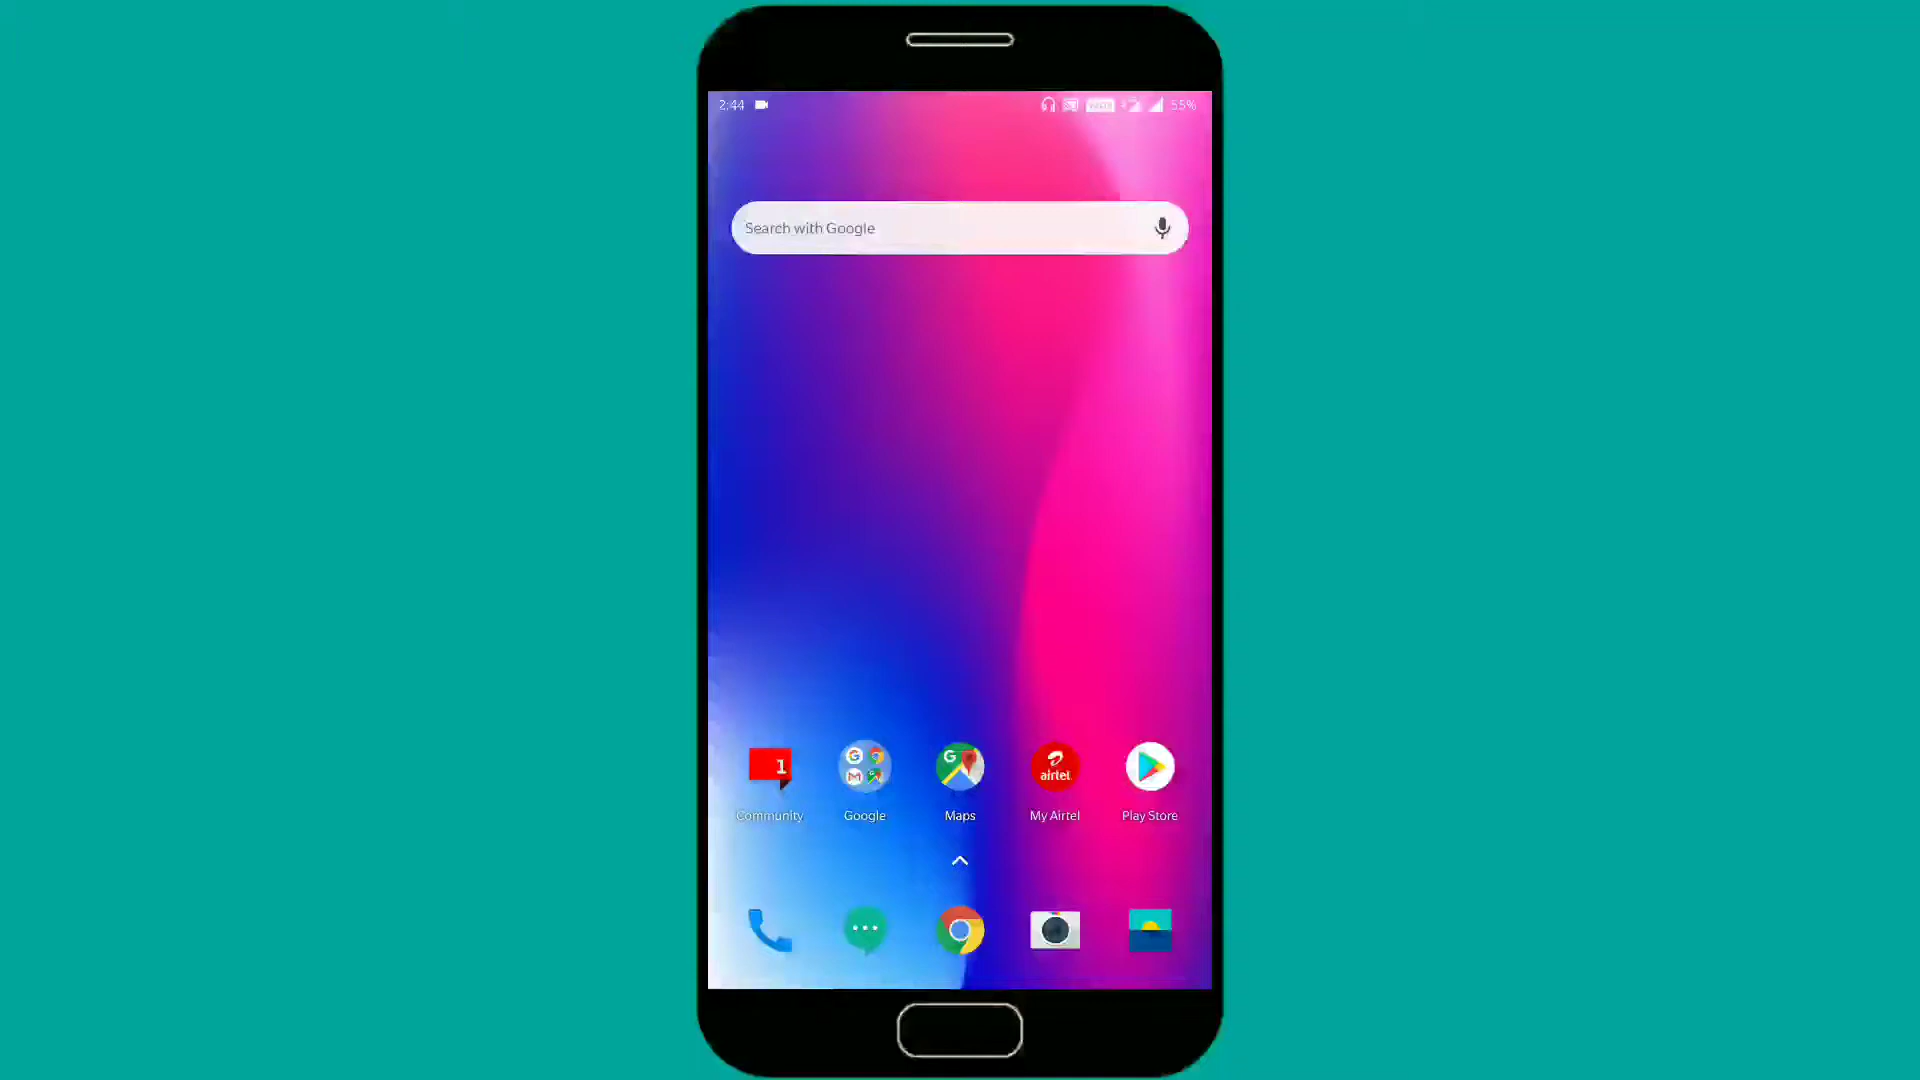 2:44
55%
Search with Google
1
airtel
Community
Google
Maps
My Airtel
Play Store